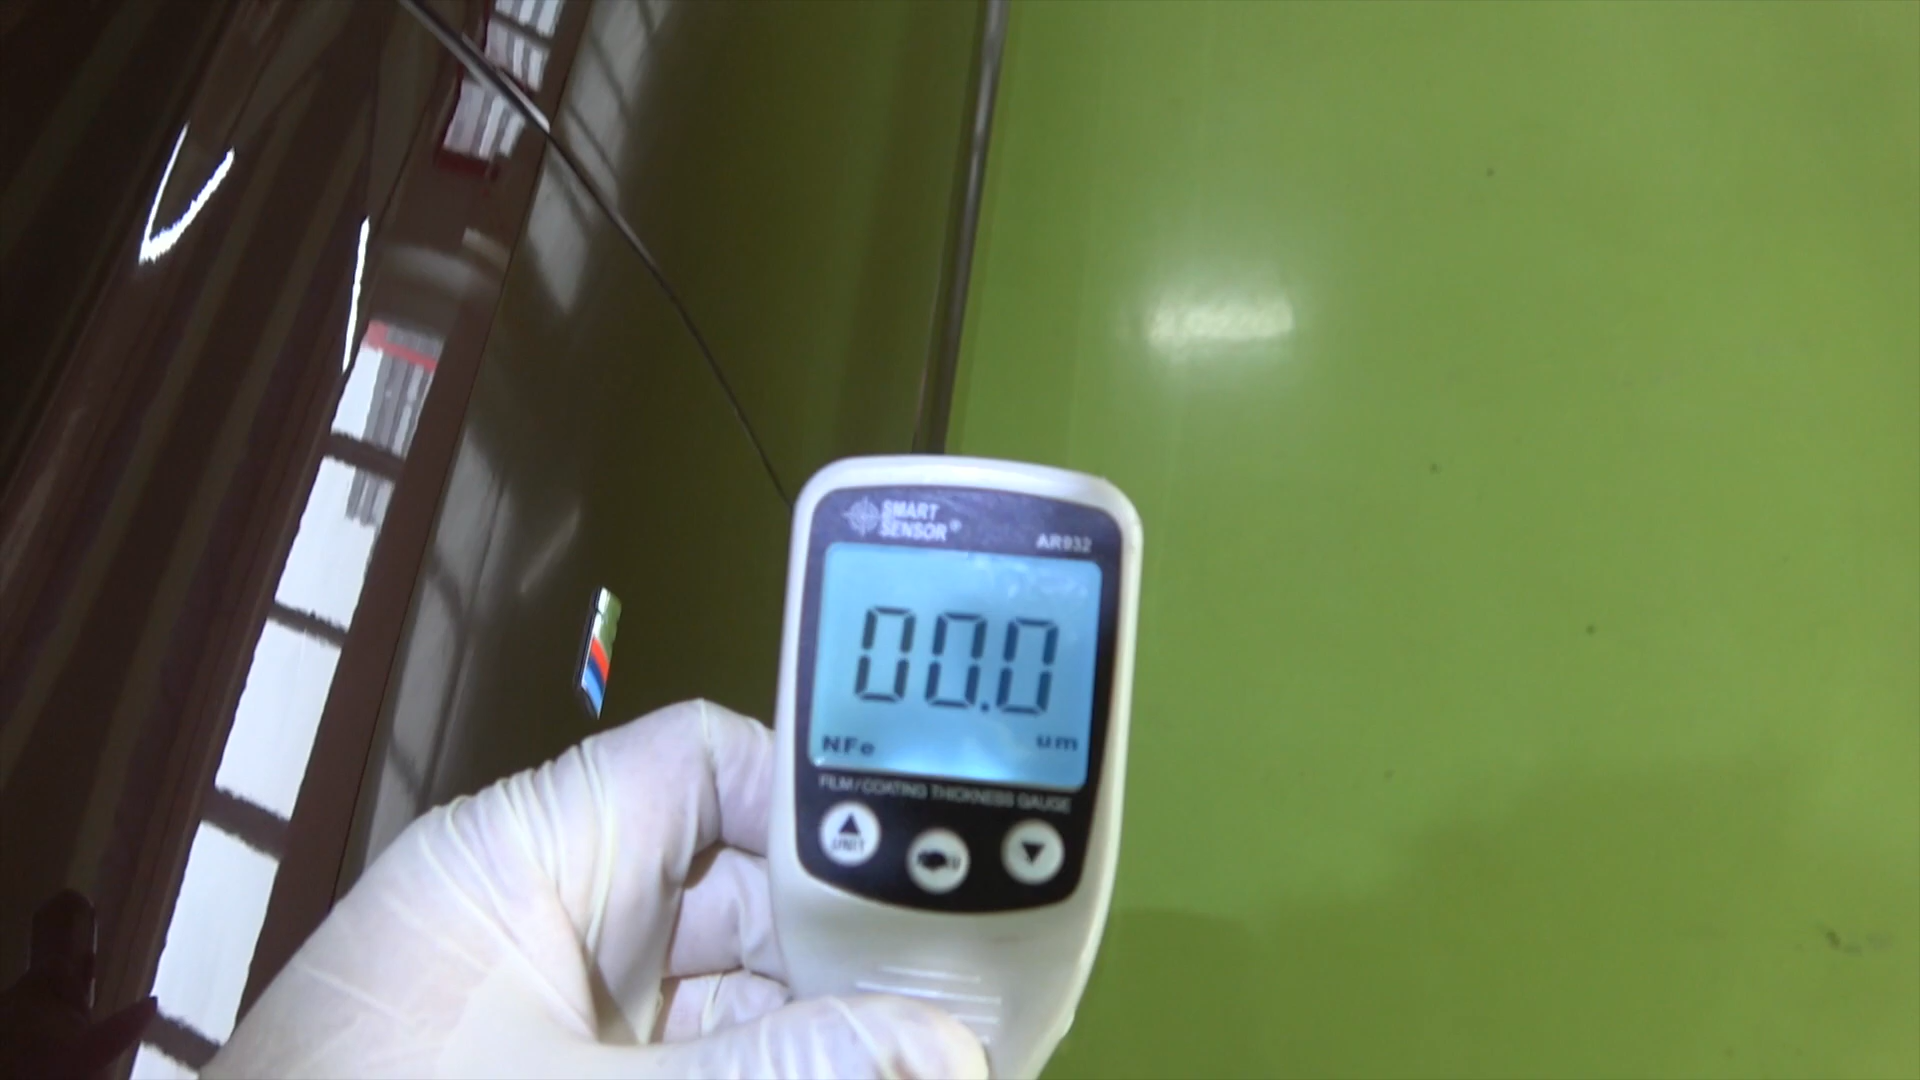 SMART
SENSOR®
AR932
00.0
NFe
um
FILM/COATING THICKNESS GAUGE
UNIT